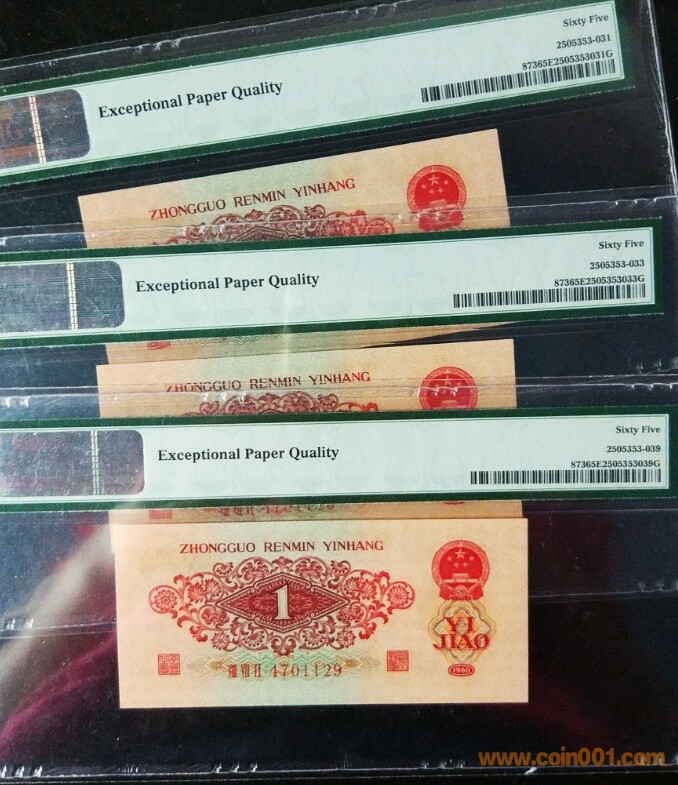 Sixty Five
2505353-031
87365E2505353031G
Exceptional Paper Quality
ZHONGGUO RENMIN YINHANG
Sixty Five
2505353-033
87365E2505353033G
Exceptional Paper Quality
ZHONGGUO RENMIN YINHANG
Sixty Five
2505353-039
87365E2505353039G
Exceptional Paper Quality
ZHONGGUO RENMIN YINHANG
1
YI
JIAO
4701129
1960
www.coin001.com